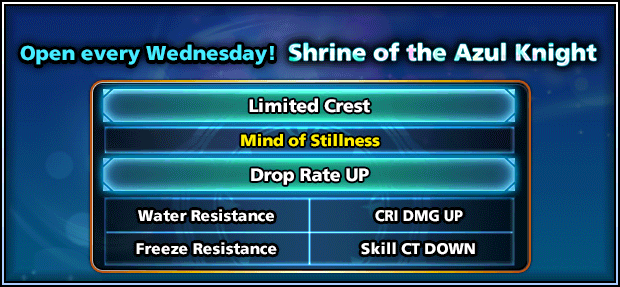 Open every Wednesday! Shrine of the Azul Knight
Limited Crest
Mind of Stillness
Drop Rate UP
Water Resistance CRI DMG UP
Freeze Resistance Skill CT DOWN